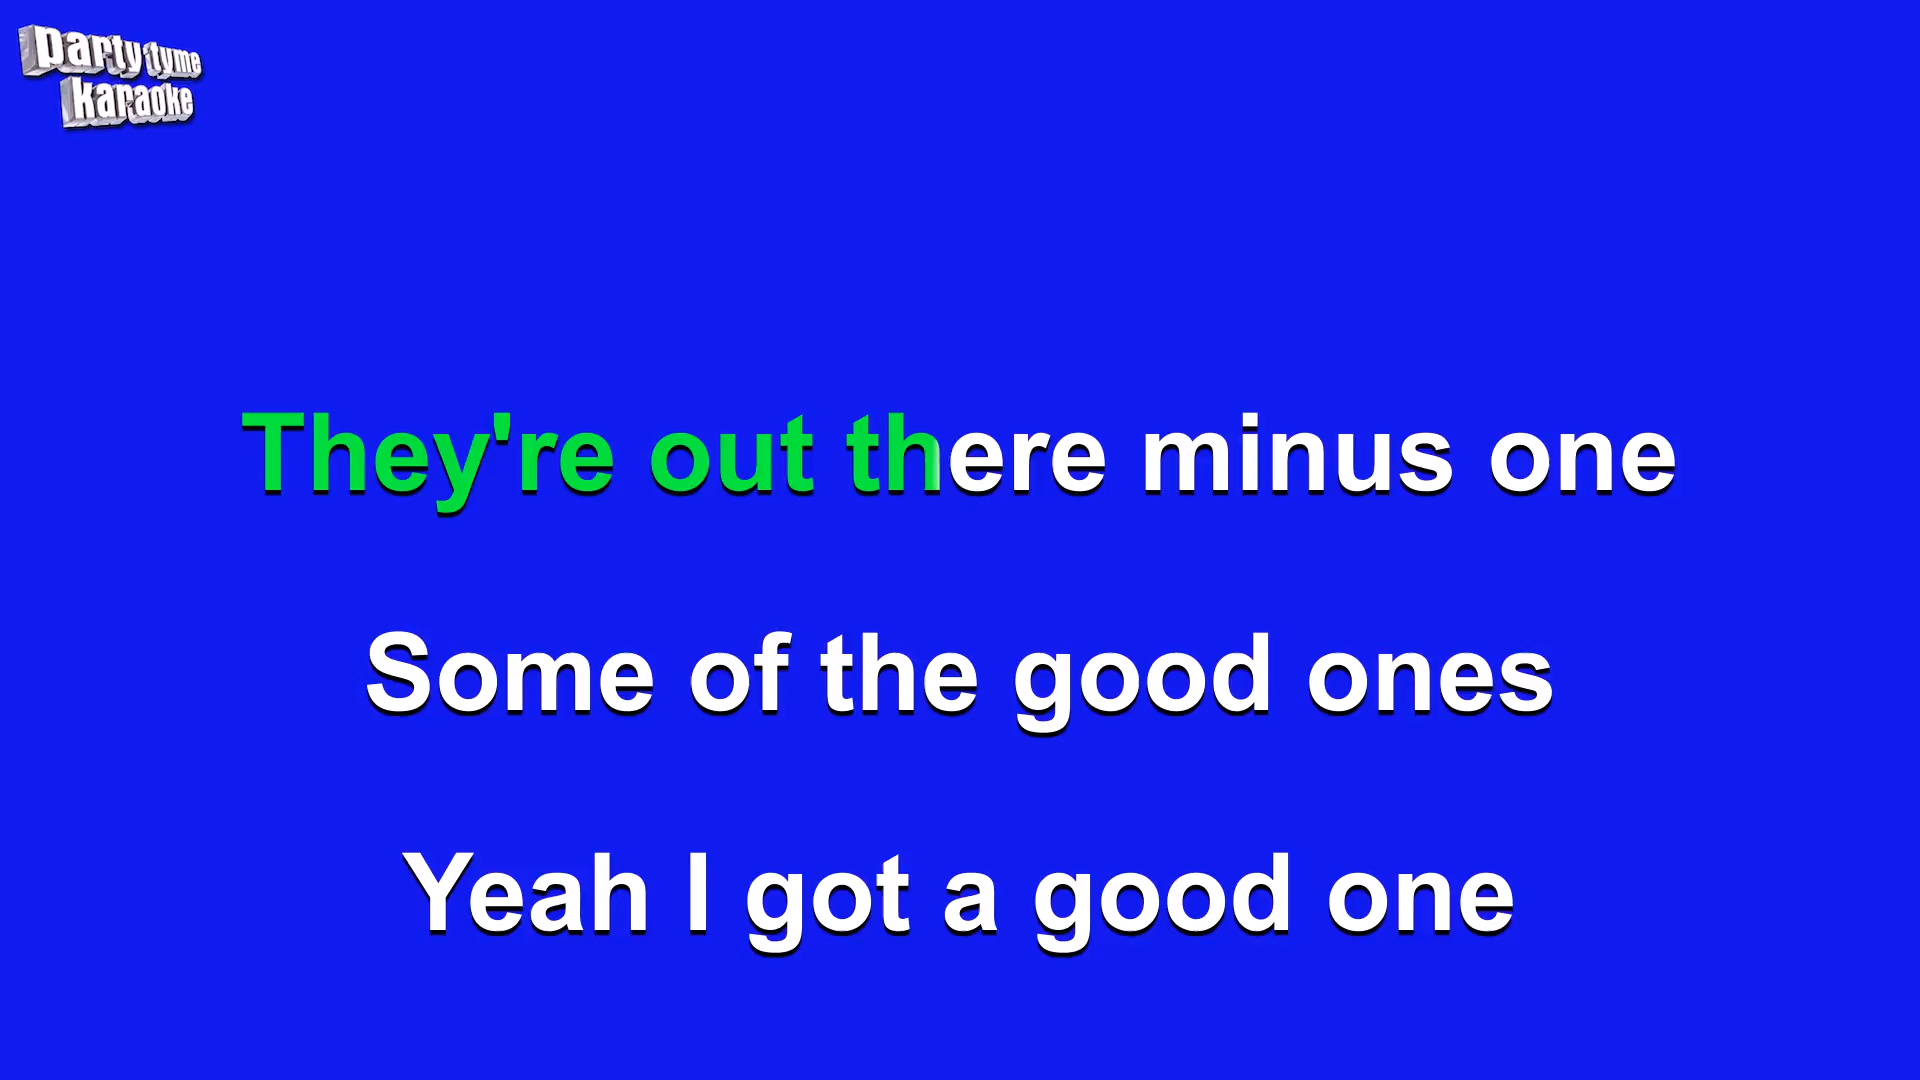 party tyme
karaoke
They're out there minus one
Some of the good ones
Yeah I got a good one